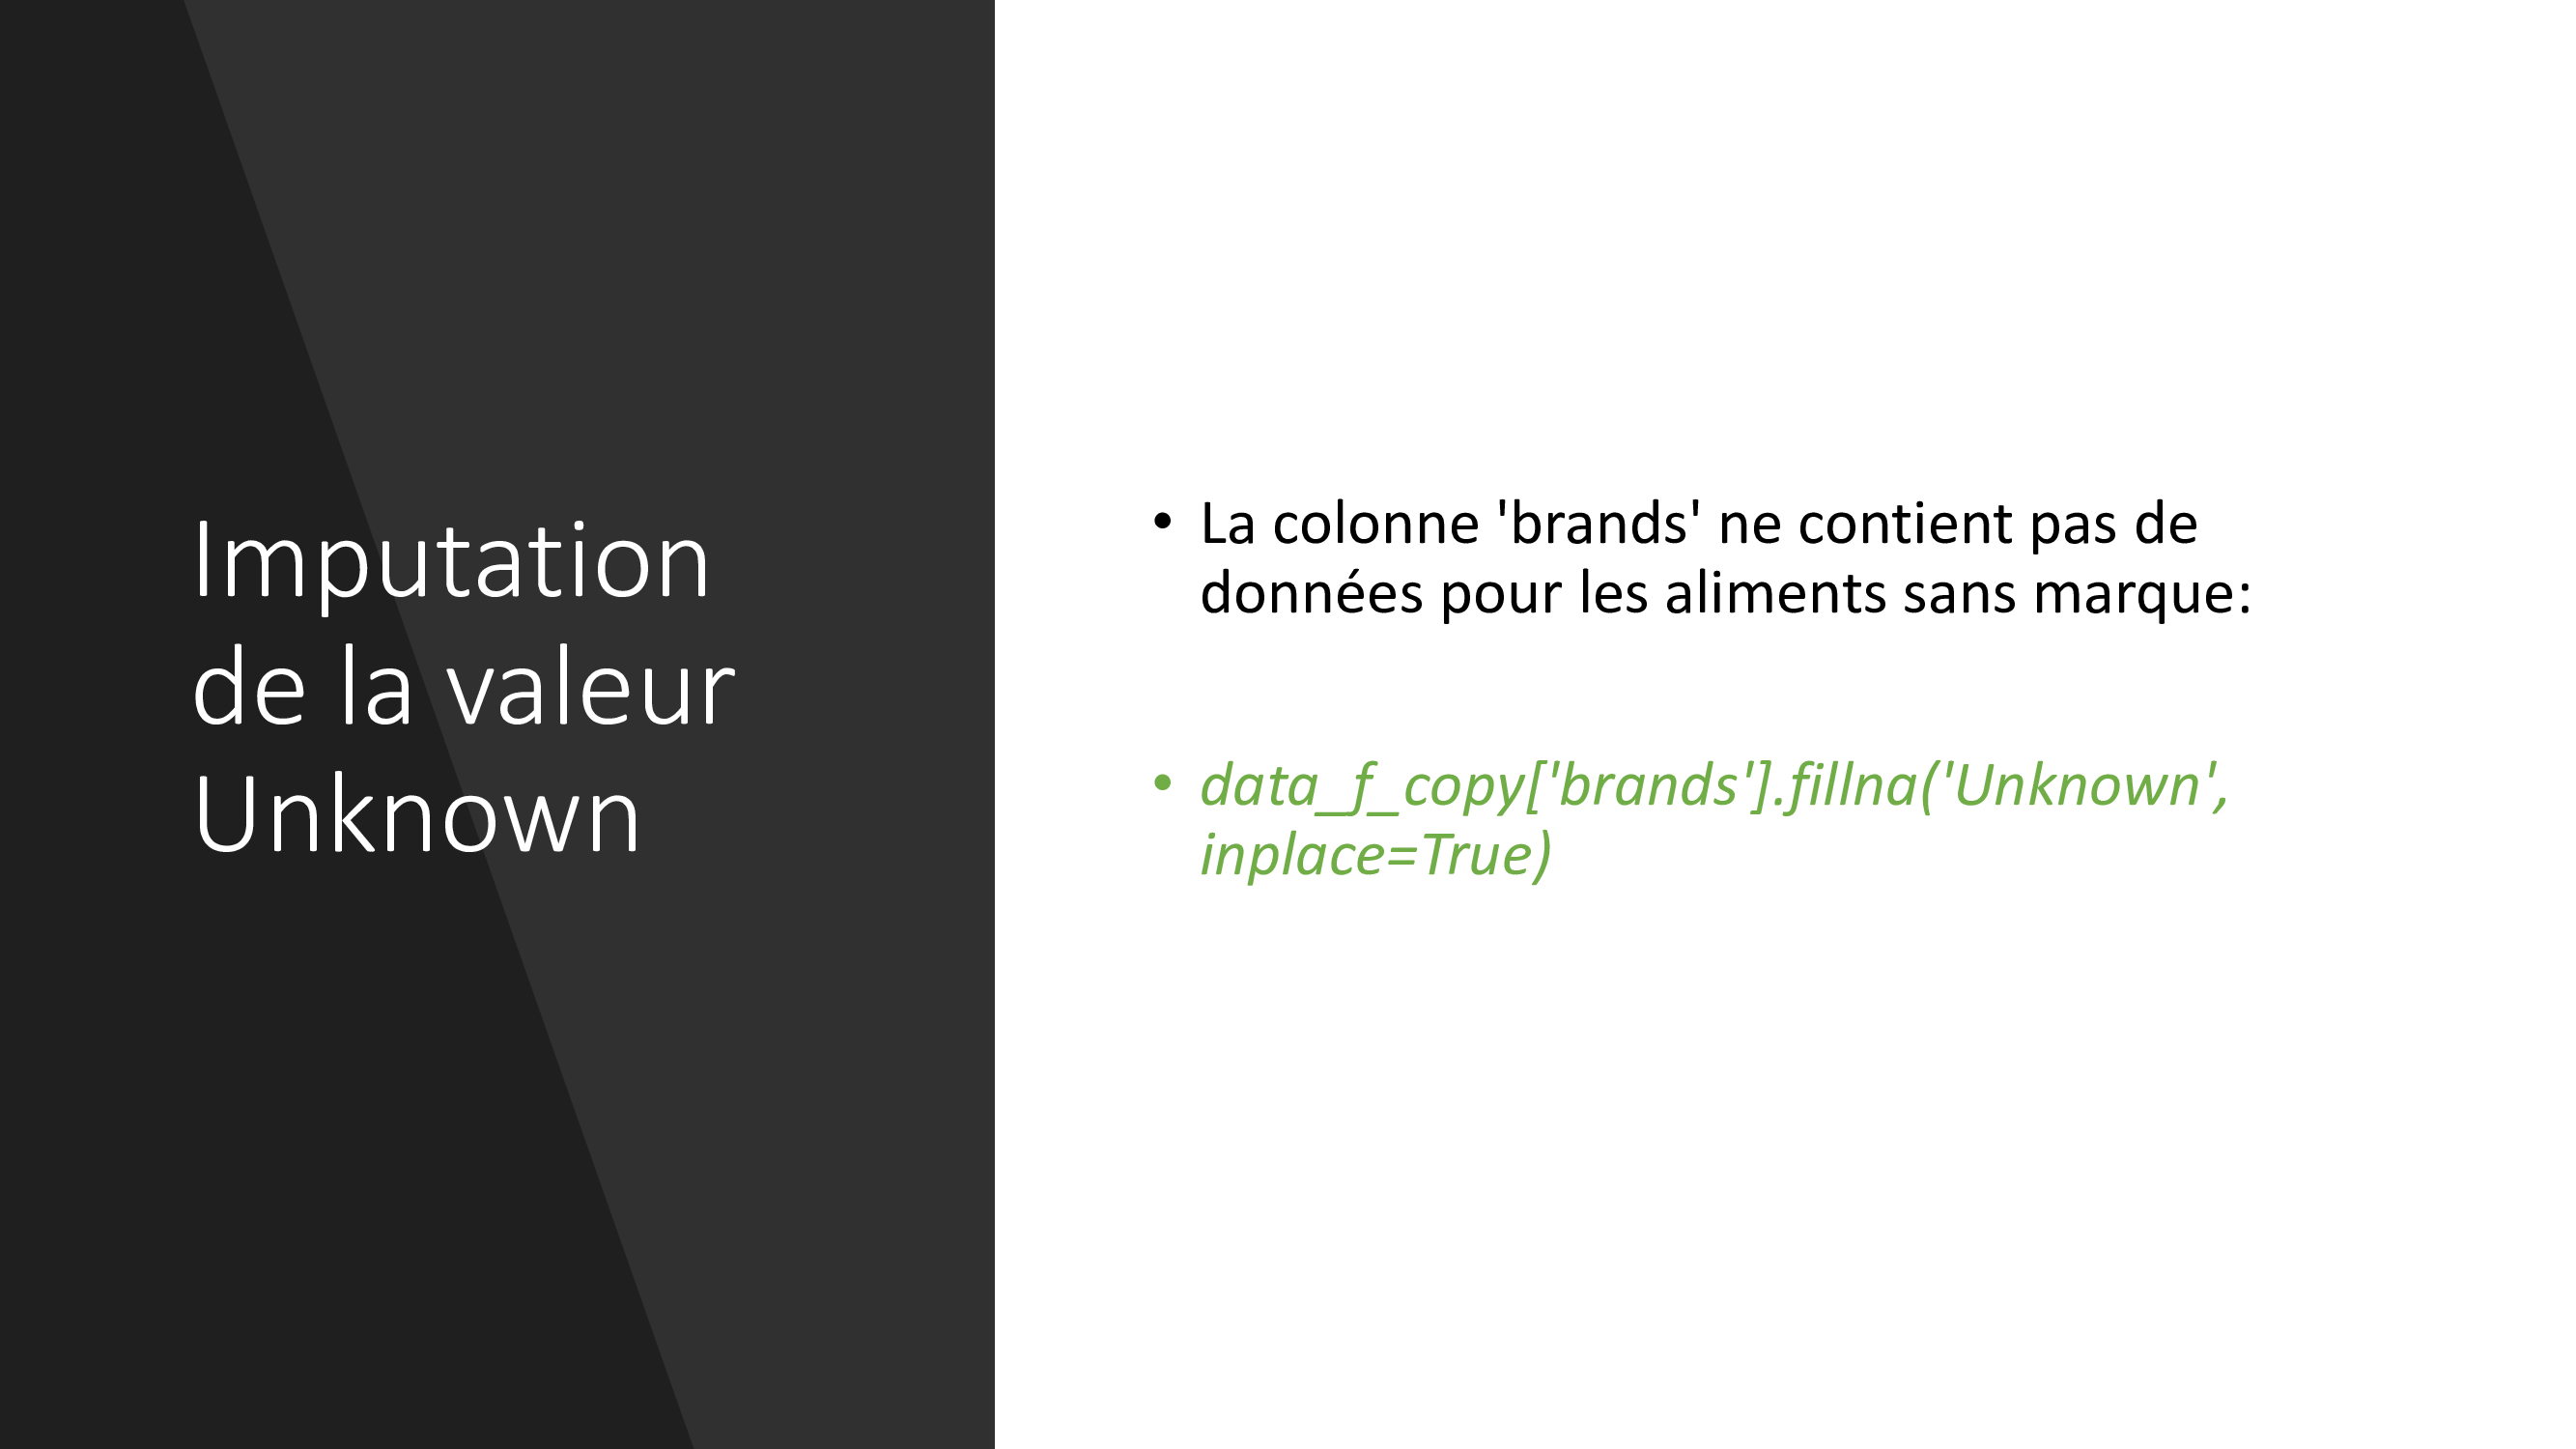 Imputation
de la valeur
Unknown
• La colonne 'brands' ne contient pas de
données pour les aliments sans marque:
• data_f_copy['brands'].fillna('Unknown',
inplace=True)